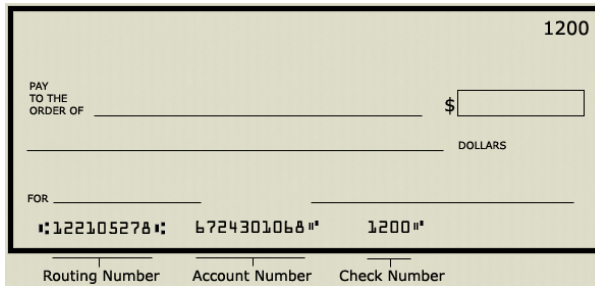 1200
PAY
TO THE
ORDER OF
$
DOLLARS
FOR
⑆122105278⑆ 6724301068⑈ 1200⑈
Routing Number Account Number Check Number